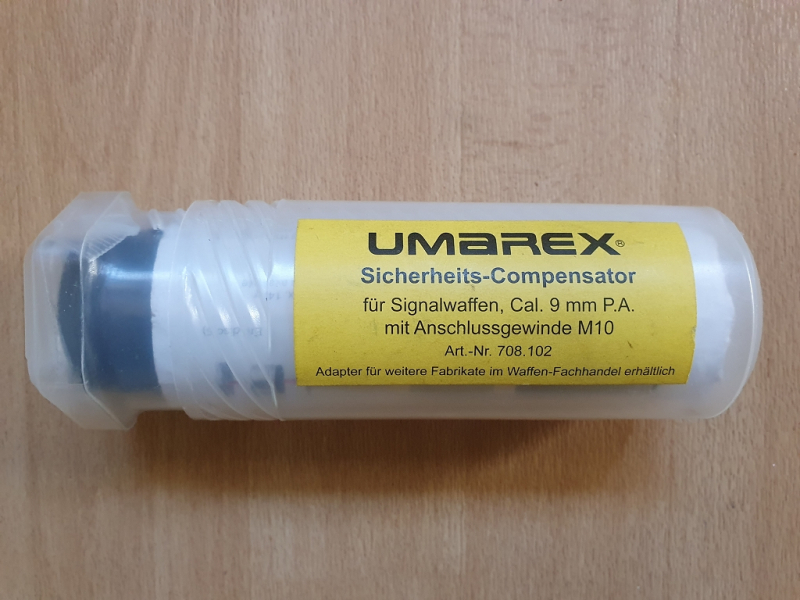 UMAREX®
Sicherheits-Compensator
für Signalwaffen, Cal. 9 mm P.A.
mit Anschlussgewinde M10
Art.-Nr. 708.102
Adapter für weitere Fabrikate im Waffen-Fachhandel erhältlich